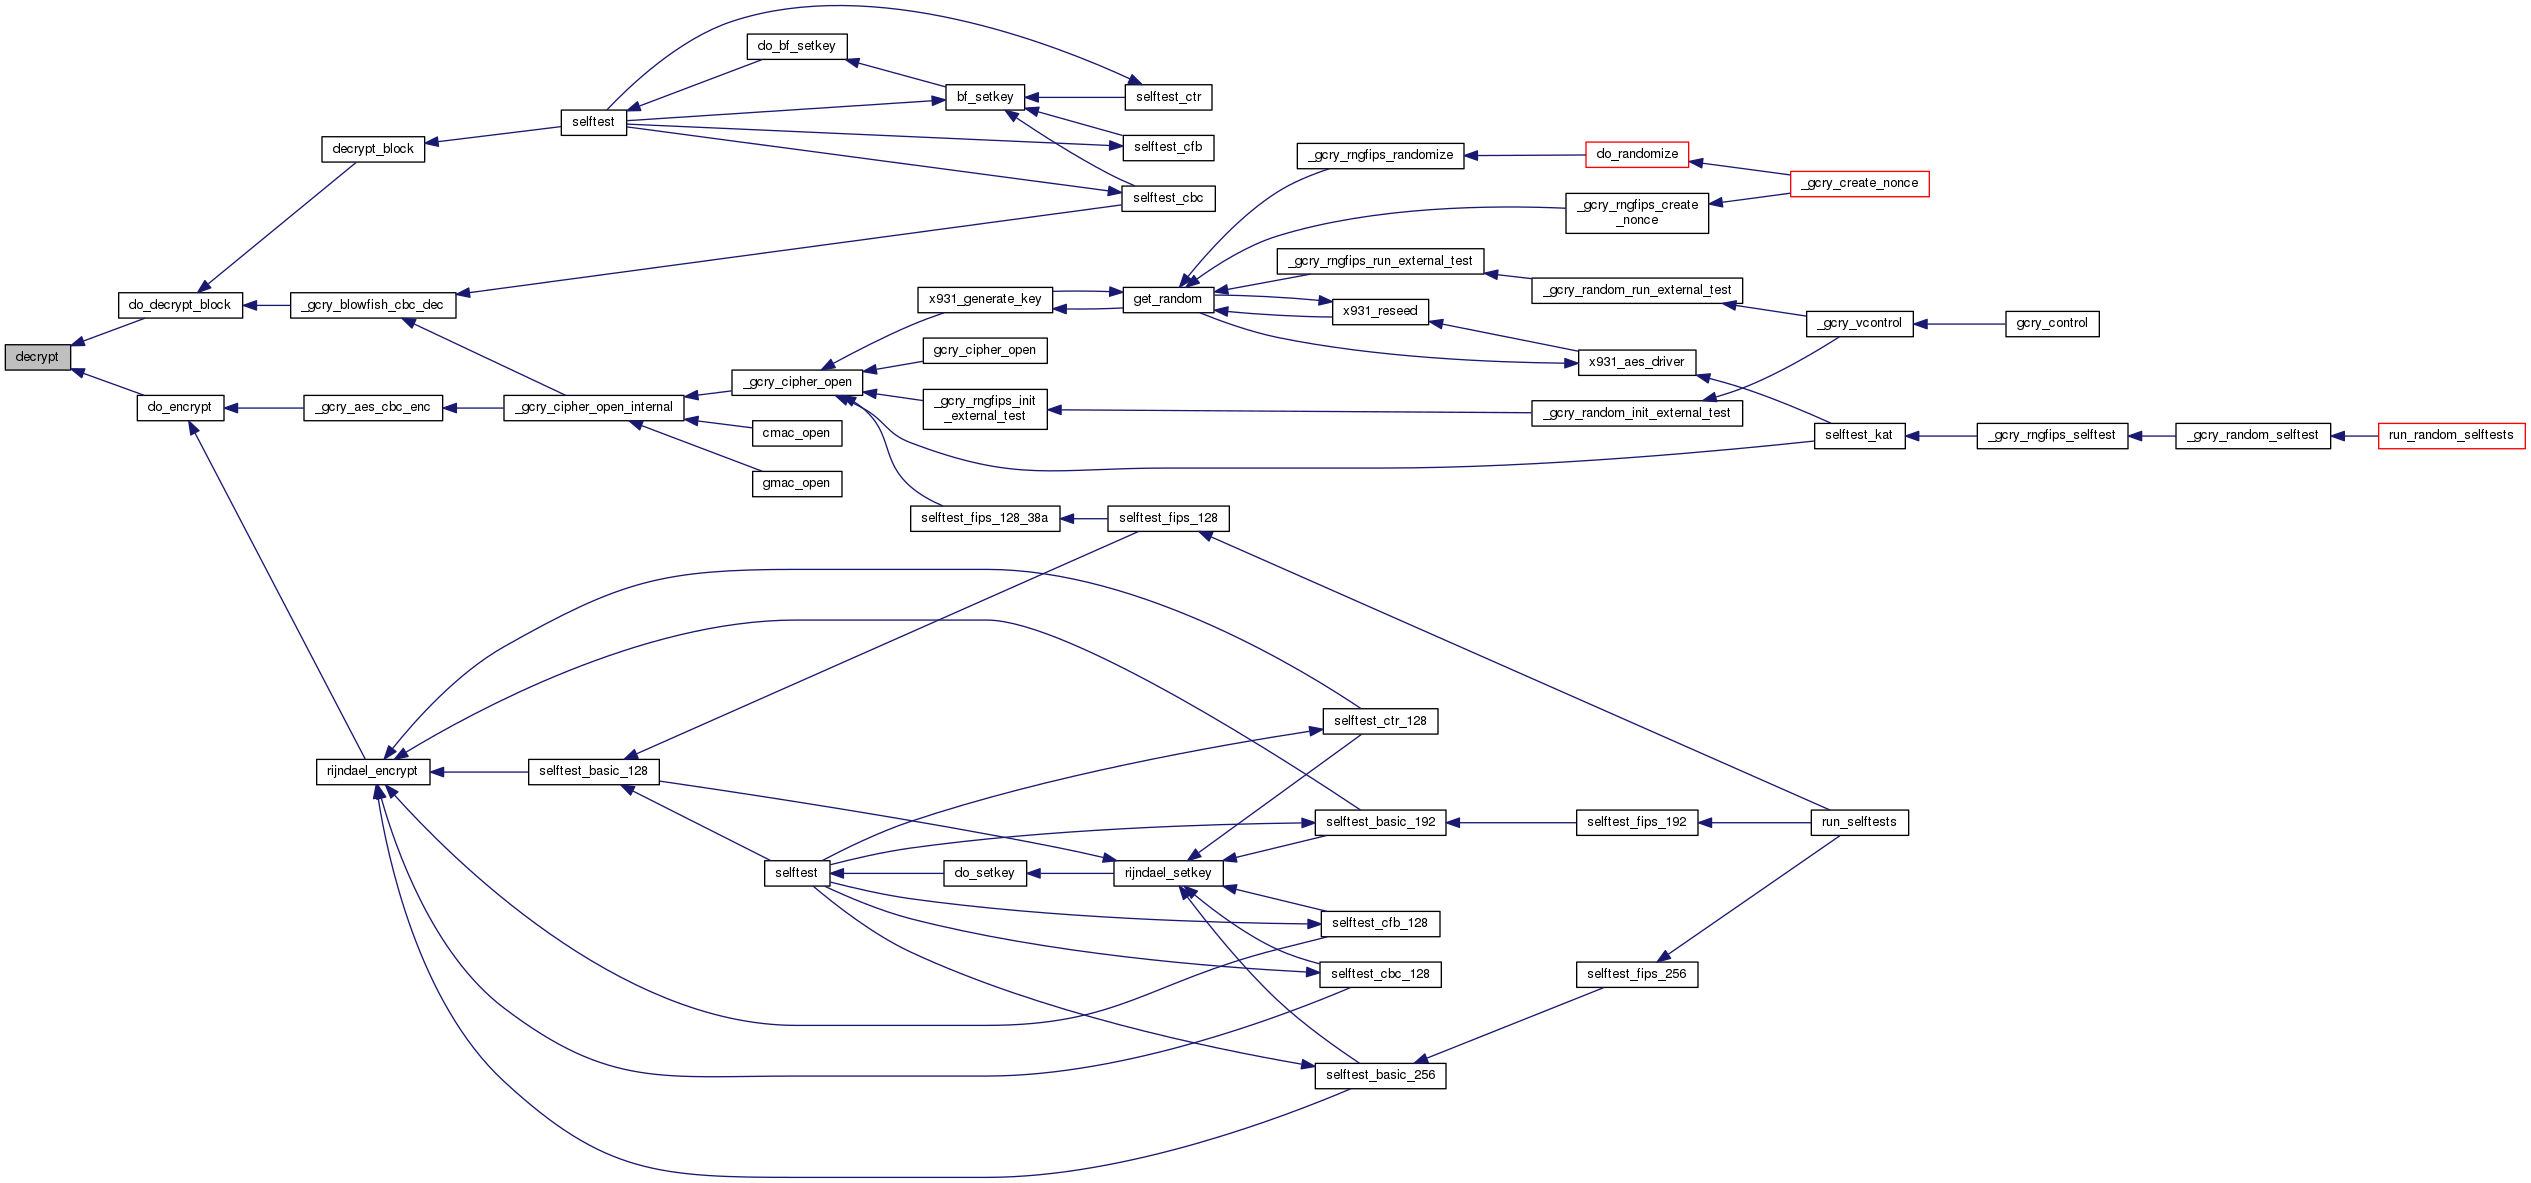 do_bf_setkey
bf_setkey
selftest_ctr
selftest
decrypt_block
selftest_cfb
selftest_cbc
_gcry_rngfips_randomize
do_randomize
_gcry_create_nonce
_gcry_rngfips_create
_nonce
_gcry_rngfips_run_external_test
_gcry_random_run_external_test
do_decrypt_block
_gcry_blowfish_cbc_dec
x931_generate_key
get_random
x931_reseed
_gcry_vcontrol
gcry_control
decrypt
gcry_cipher_open
x931_aes_driver
_gcry_cipher_open
do_encrypt
_gcry_aes_cbc_enc
_gcry_cipher_open_internal
_gcry_rngfips_init
_external_test
_gcry_random_init_external_test
cmac_open
selftest_kat
_gcry_rngfips_selftest
_gcry_random_selftest
run_random_selftests
gmac_open
selftest_fips_128_38a
selftest_fips_128
selftest_ctr_128
rijndael_encrypt
selftest_basic_128
selftest_basic_192
selftest_fips_192
run_selftests
selftest
do_setkey
rijndael_setkey
selftest_cfb_128
selftest_cbc_128
selftest_fips_256
selftest_basic_256